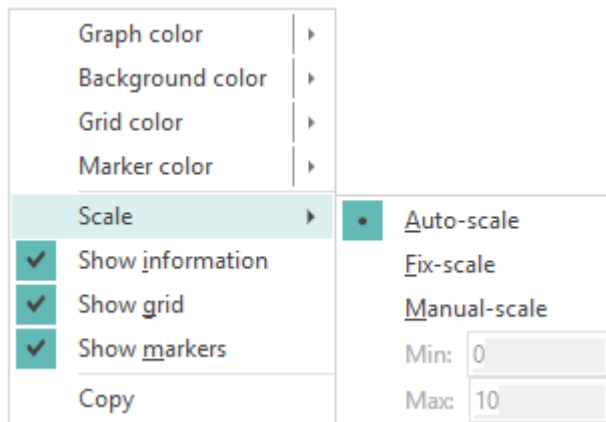 Graph color
Background color
Grid color
Marker color
Scale
Show information
Show grid
Show markers
Copy
Auto-scale
Fix-scale
Manual-scale
Min: 0
Max: 10